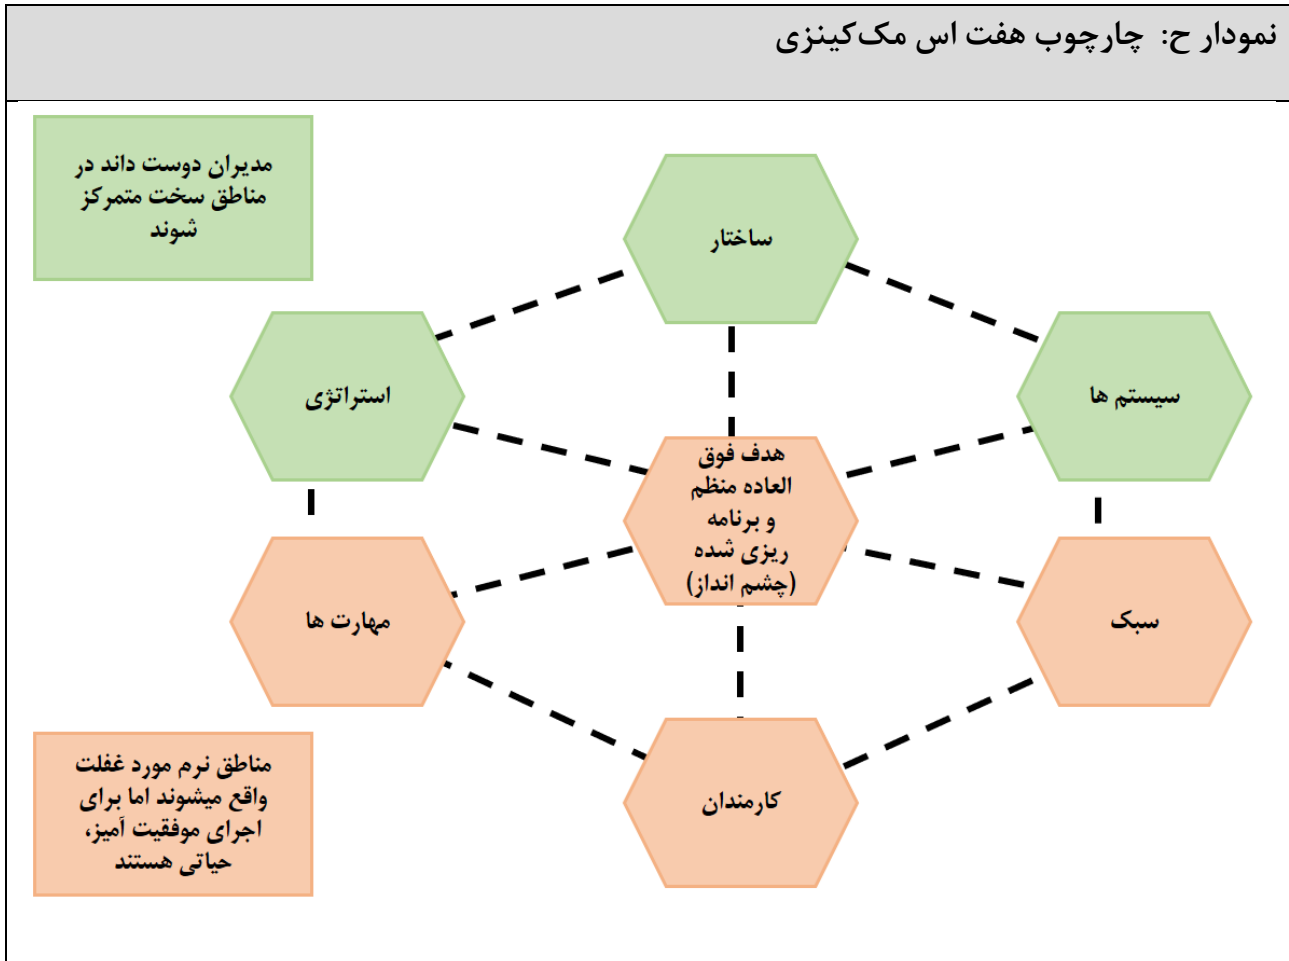 نمودار ح: چارچوب هفت اس مک‌کینزی
مدیران دوست داند در
مناطق سخت متمرکز
شوند
ساختار
استراتژی
سیستم ها
هدف فوق
العاده منظم
و برنامه
ریزی شده
(چشم انداز)
مهارت ها
سبک
کارمندان
مناطق نرم مورد غفلت
واقع میشوند اما برای
اجرای موفقیت آمیز،
حیاتی هستند